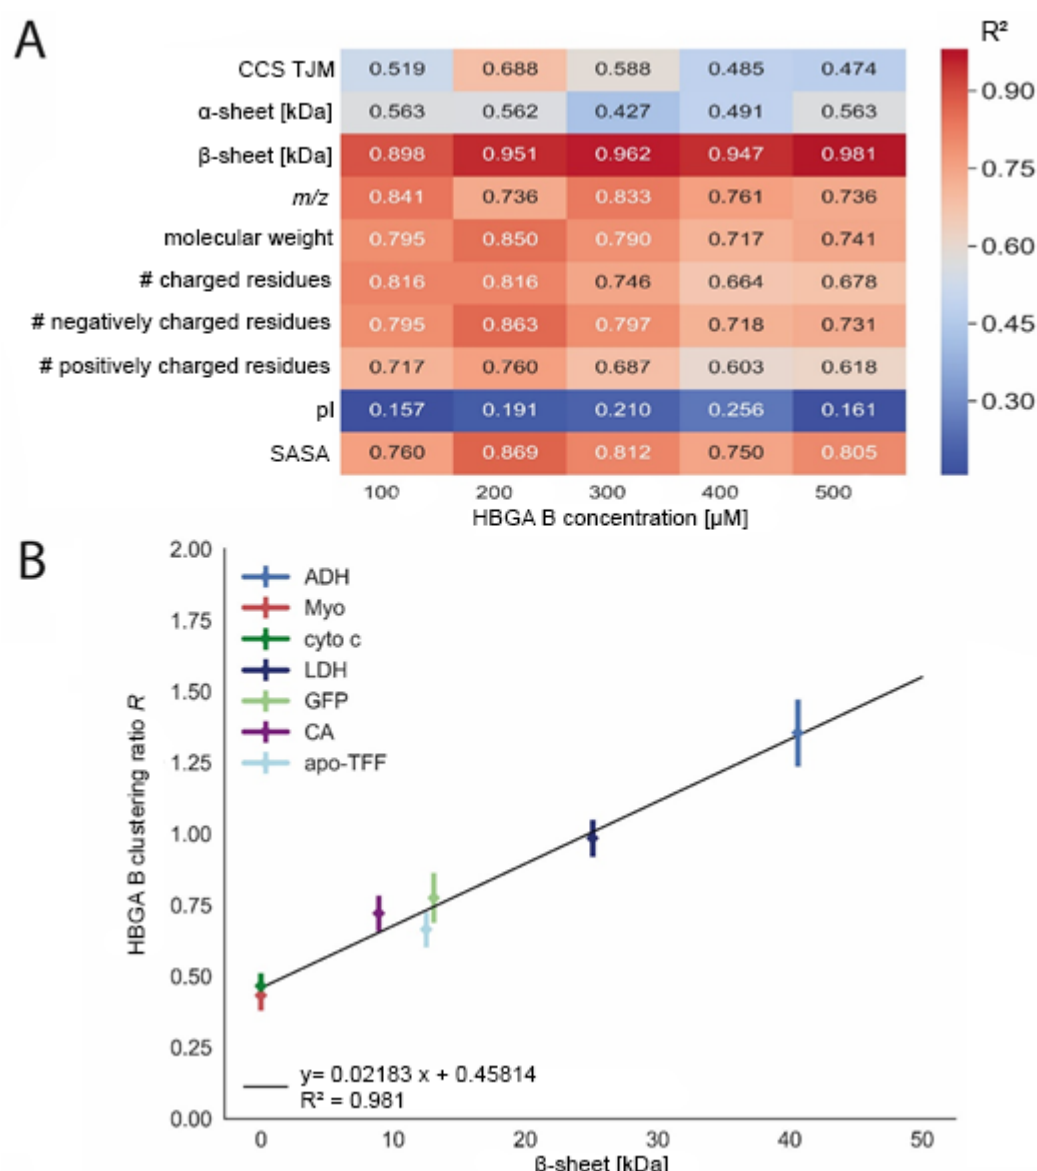 A
R²
CCS TJM 0.519 0.688 0.588 0.485 0.474
α-sheet [kDa] 0.563 0.562 0.427 0.491 0.563
β-sheet [kDa] 0.898 0.951 0.962 0.947 0.981
m/z 0.841 0.736 0.833 0.761 0.736
molecular weight 0.795 0.850 0.790 0.717 0.741
# charged residues 0.816 0.816 0.746 0.664 0.678
# negatively charged residues 0.795 0.863 0.797 0.718 0.731
# positively charged residues 0.717 0.760 0.687 0.603 0.618
pI 0.157 0.191 0.210 0.256 0.161
SASA 0.760 0.869 0.812 0.750 0.805
100 200 300 400 500
HBGA B concentration [µM]
0.90
0.75
0.60
0.45
0.30
B
2.00
1.75
1.50
1.25
1.00
0.75
0.50
0.25
0.00
HBGA B clustering ratio R
ADH
Myo
cyto c
LDH
GFP
CA
apo-TFF
y= 0.02183 x + 0.45814
R² = 0.981
0 10 20 30 40 50
β-sheet [kDa]